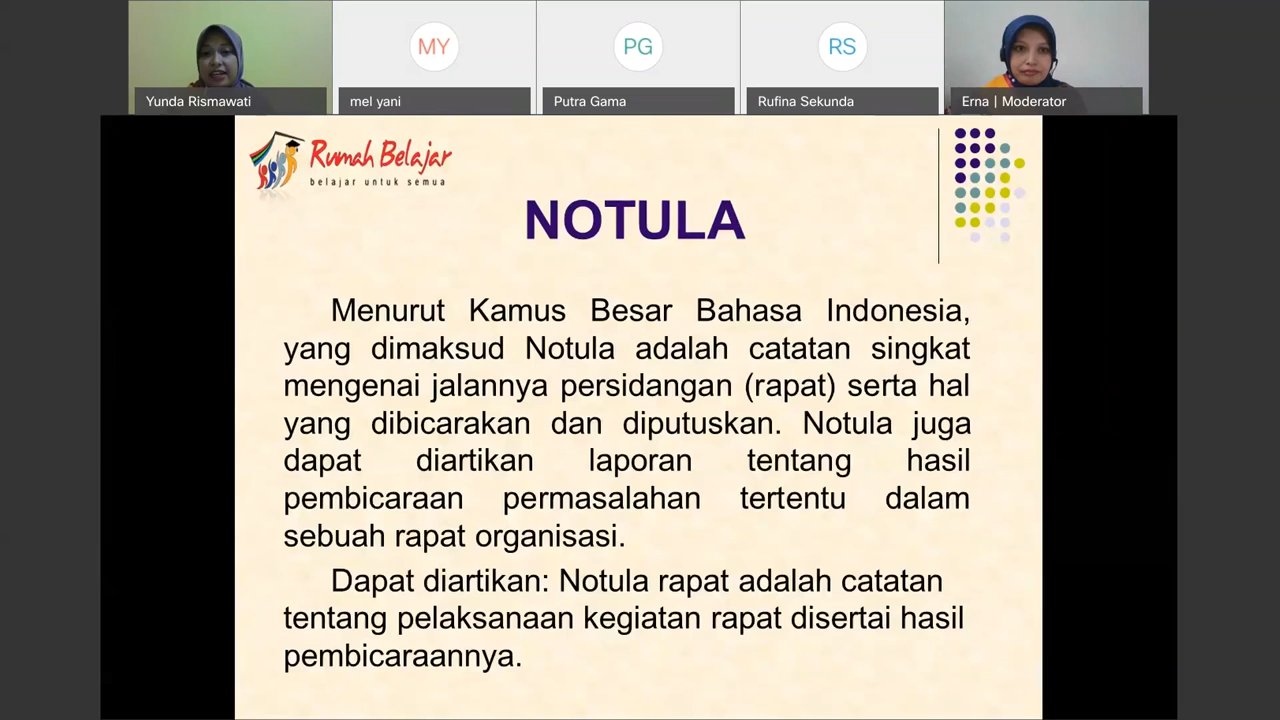 MY
PG
RS
Yunda Rismawati
mel yani
Putra Gama
Rufina Sekunda
Erna | Moderator
Rumah Belajar
belajar untuk semua
NOTULA
Menurut Kamus Besar Bahasa Indonesia,
yang dimaksud Notula adalah catatan singkat
mengenai jalannya persidangan (rapat) serta hal
yang dibicarakan dan diputuskan. Notula juga
dapat diartikan laporan tentang hasil
pembicaraan permasalahan tertentu dalam
sebuah rapat organisasi.
Dapat diartikan: Notula rapat adalah catatan
tentang pelaksanaan kegiatan rapat disertai hasil
pembicaraannya.